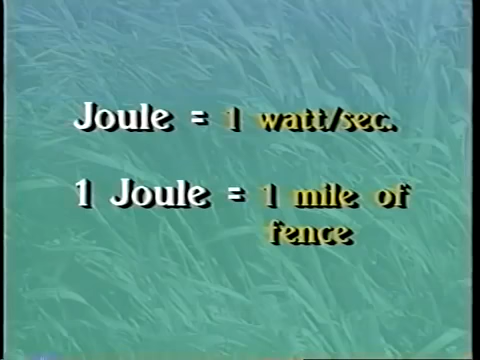 Joule = 1 watt/sec.
1 Joule = 1 mile of
fence